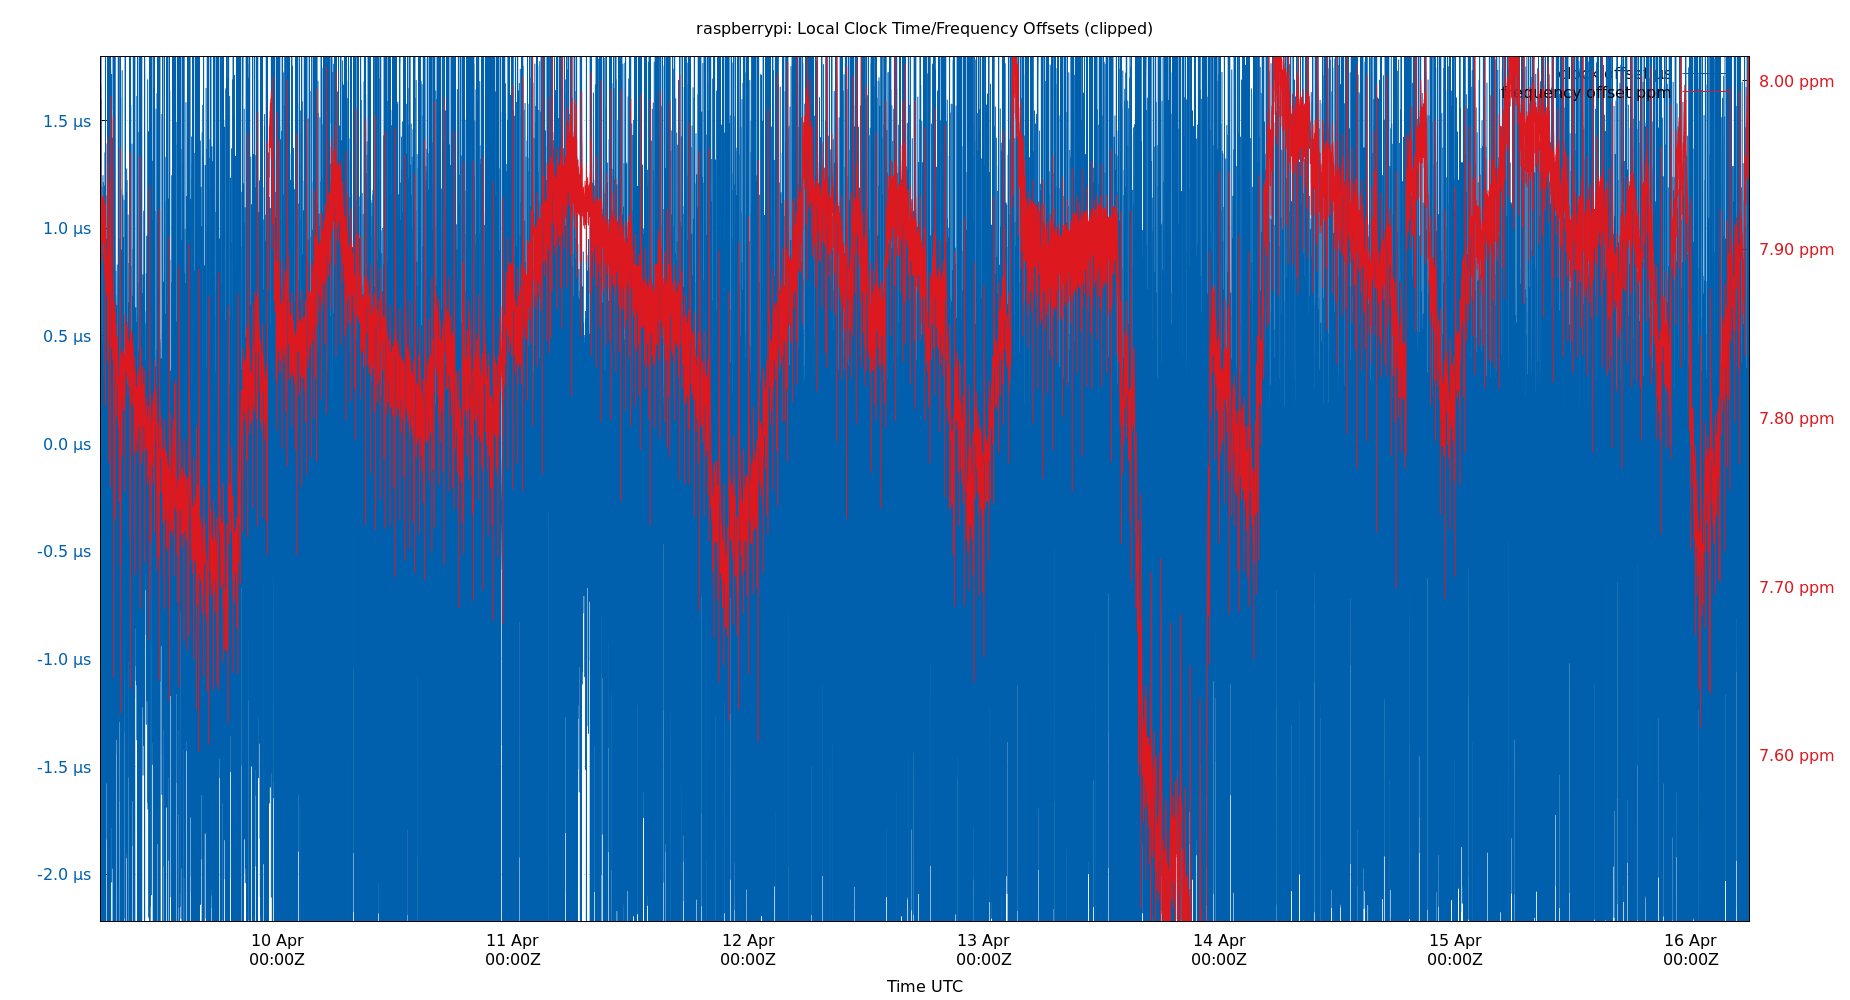 raspberrypi: Local Clock Time/Frequency Offsets (clipped)
clock offset µs
frequency offset ppm
1.5 µs
1.0 µs
0.5 µs
0.0 µs
-0.5 µs
-1.0 µs
-1.5 µs
-2.0 µs
8.00 ppm
7.90 ppm
7.80 ppm
7.70 ppm
7.60 ppm
10 Apr
00:00Z
11 Apr
00:00Z
12 Apr
00:00Z
13 Apr
00:00Z
14 Apr
00:00Z
15 Apr
00:00Z
16 Apr
00:00Z
Time UTC